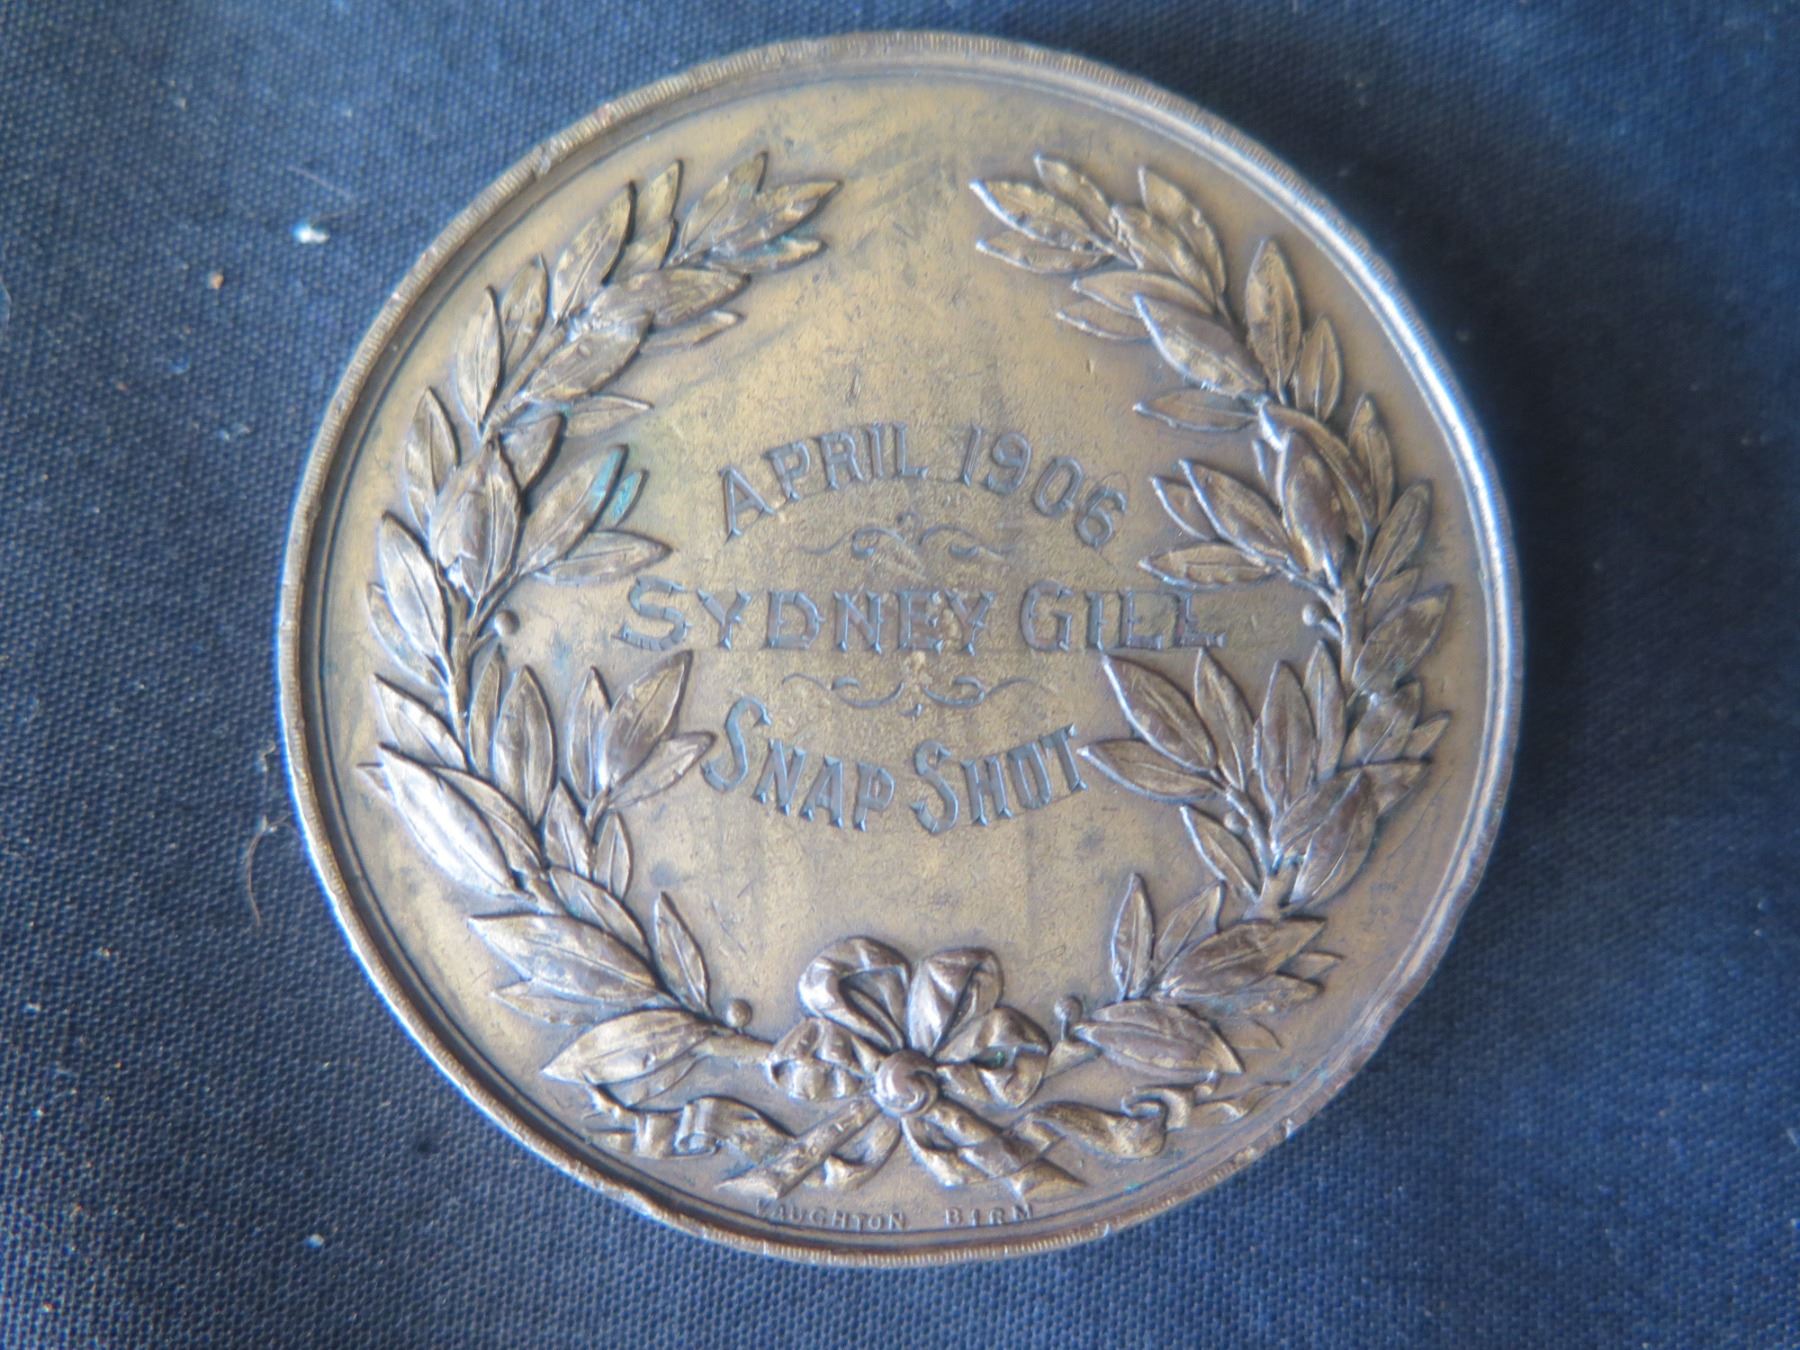 APRIL 1906
SYDNEY GILL
SNAP SHOT
VAUGHTON BIRM